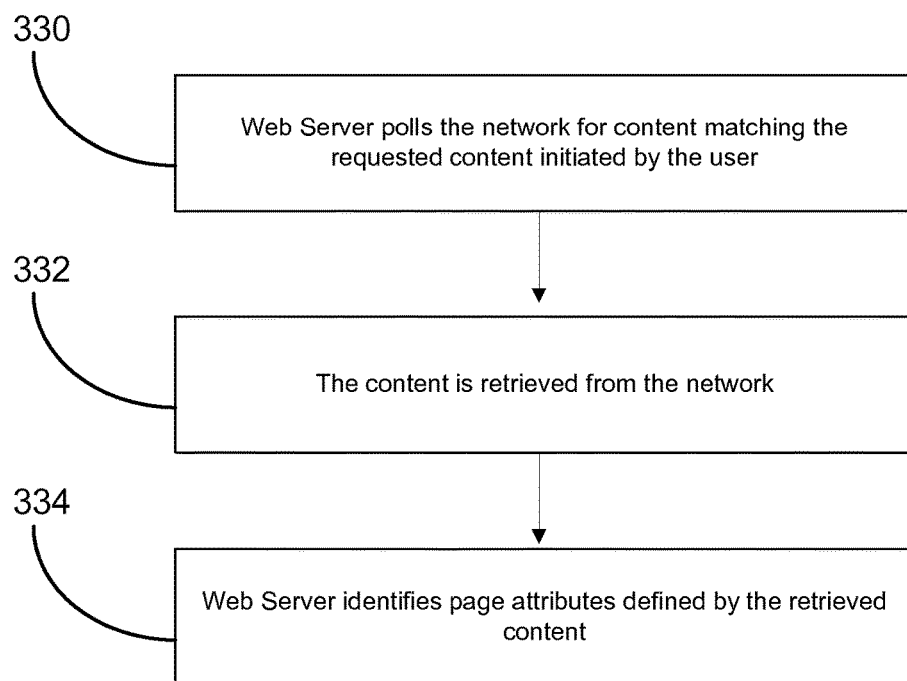 330
Web Server polls the network for content matching the
requested content initiated by the user
332
The content is retrieved from the network
334
Web Server identifies page attributes defined by the retrieved
content